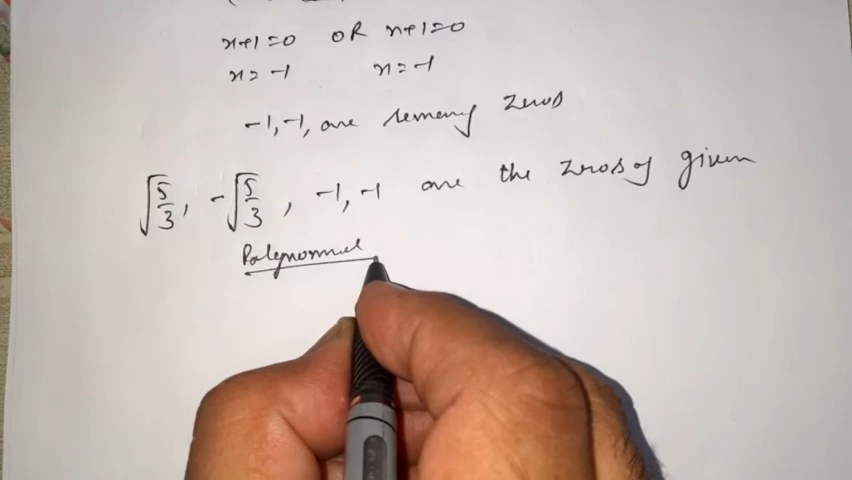 x+1=0 OR x+1=0
x=-1 x=-1
-1,-1, are remaing zeros
√5/3, -√5/3, -1,-1 are the zeros of given
Polynomial